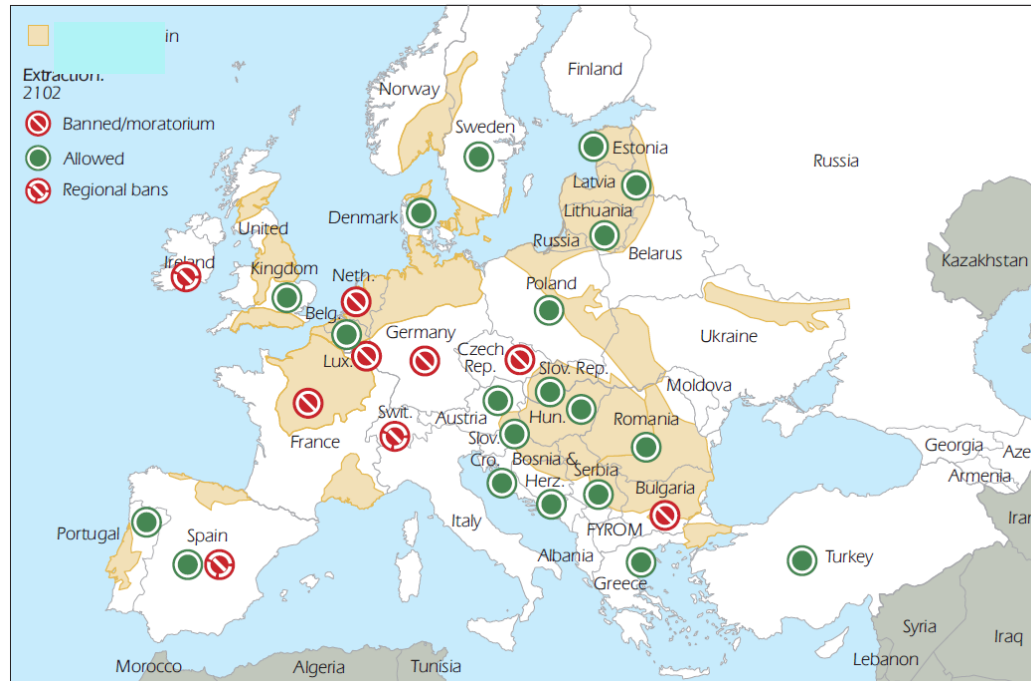 in
Extraction:
2102
Banned/moratorium
Allowed
Regional bans
Finland
Norway
Sweden
Estonia
Russia
Latvia
Denmark
Lithuania
United
Russia
Belarus
Ireland
Kingdom
Neth.
Kazakhstan
Poland
Belg.
Germany
Ukraine
Czech
Rep.
Lux.
Slov. Rep.
Moldova
Swit.
Austria
Hun.
Romania
France
Slov.
Cro.
Bosnia &
Herz.
Serbia
Georgia
Aze
Bulgaria
Armenia
Italy
FYROM
Iran
Portugal
Spain
Albania
Turkey
Greece
Syria
Iraq
Lebanon
Morocco
Algeria
Tunisia